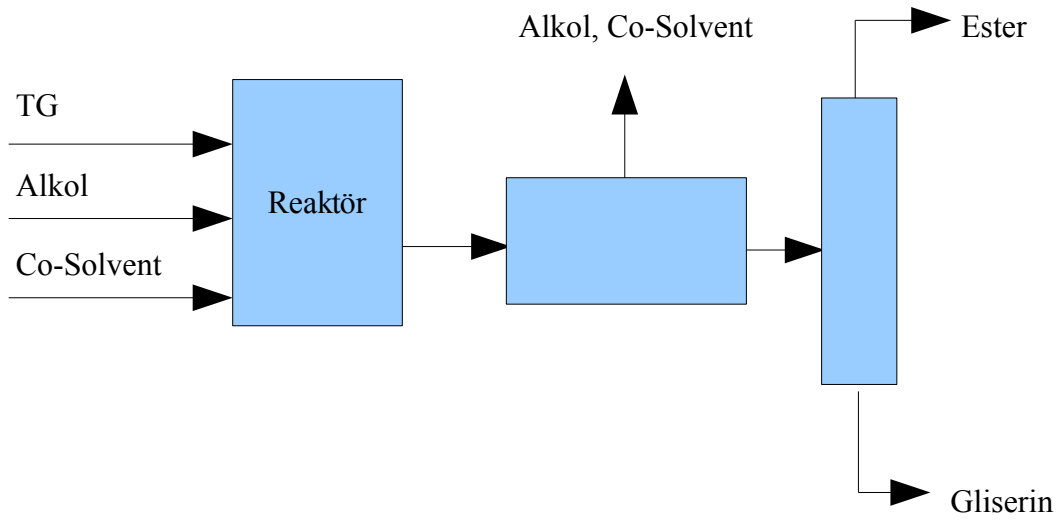 Alkol, Co-Solvent
Ester
TG
Alkol
Reaktör
Co-Solvent
Gliserin